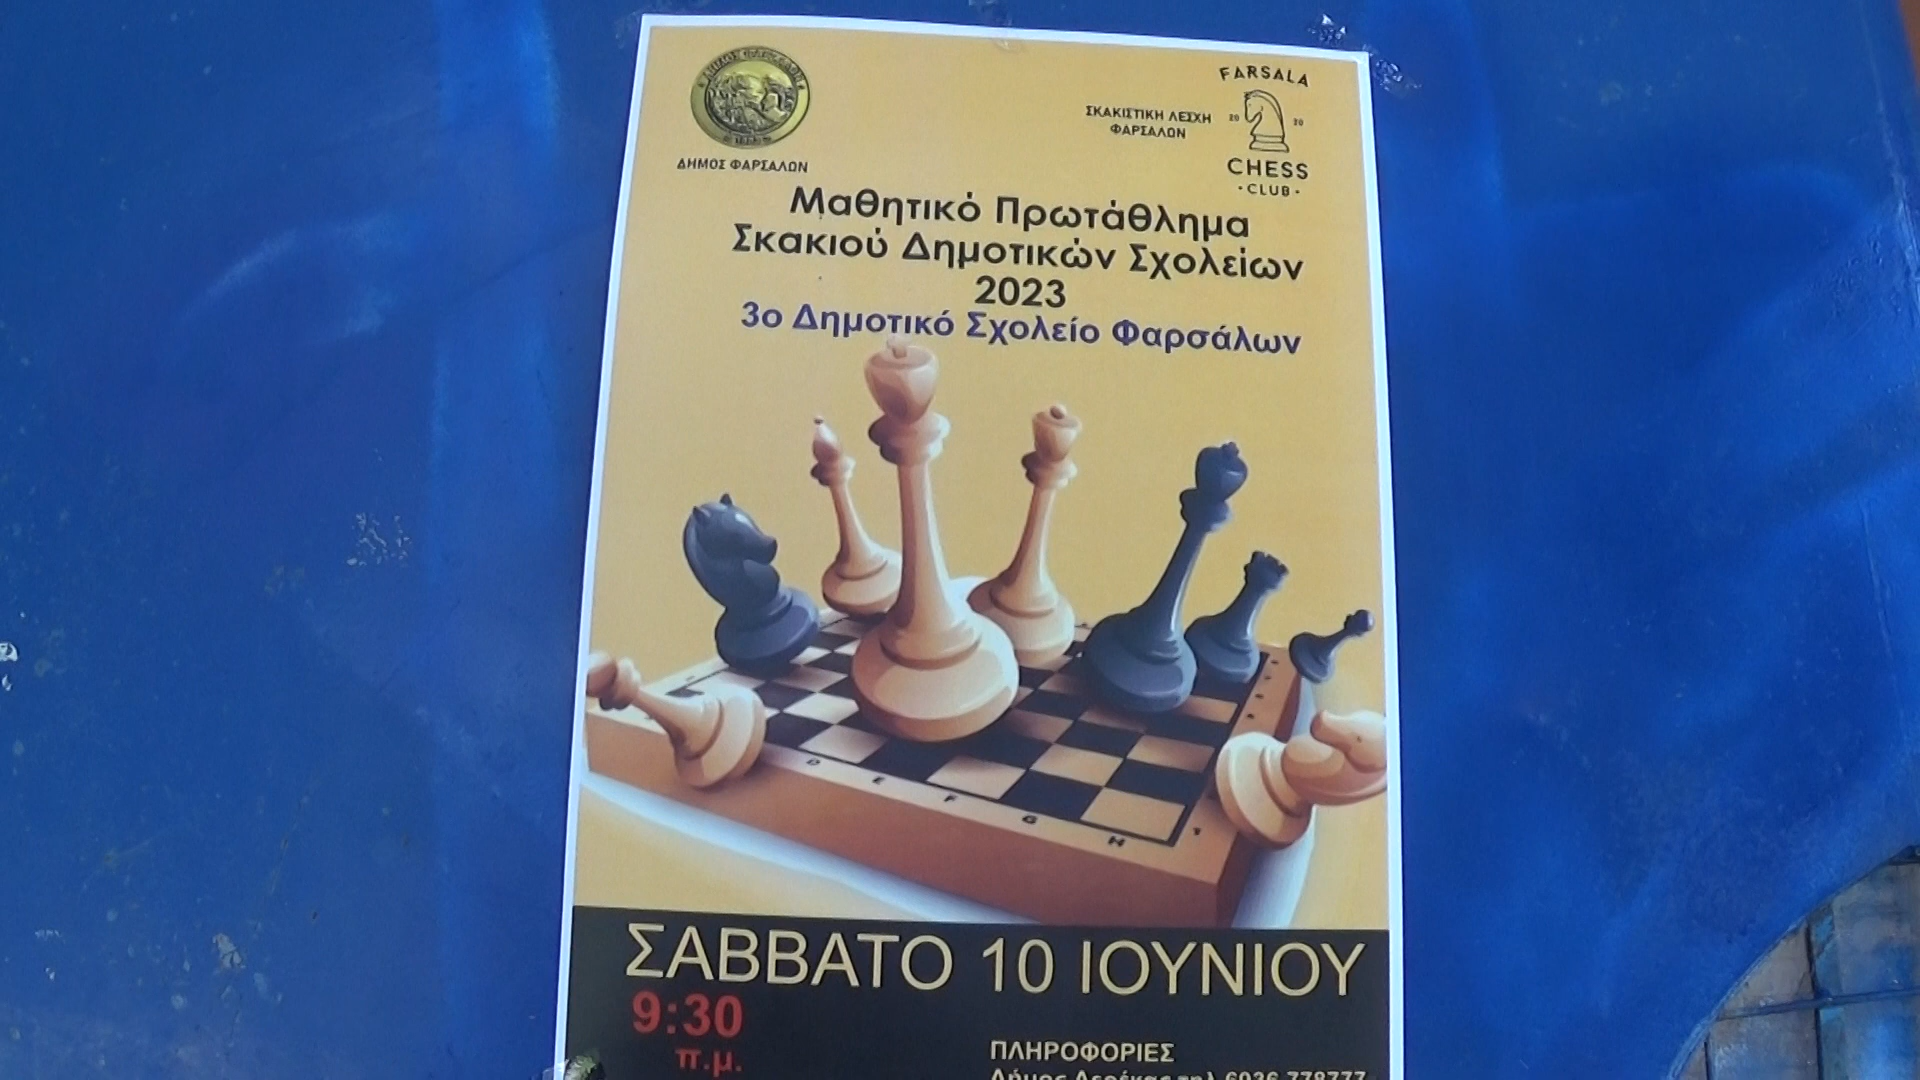 ΔΗΜΟΣ ΦΑΡΣΑΛΩΝ
ΣΚΑΚΙΣΤΙΚΗ ΛΕΣΧΗ
ΦΑΡΣΑΛΩΝ
FARSALA
20 20
CHESS
• CLUB •
Μαθητικό Πρωτάθλημα
Σκακιού Δημοτικών Σχολείων
2023
3ο Δημοτικό Σχολείο Φαρσάλων
D E F G H
ΣΑΒΒΑΤΟ 10 ΙΟΥΝΙΟΥ
9:30
π.μ.
ΠΛΗΡΟΦΟΡΙΕΣ